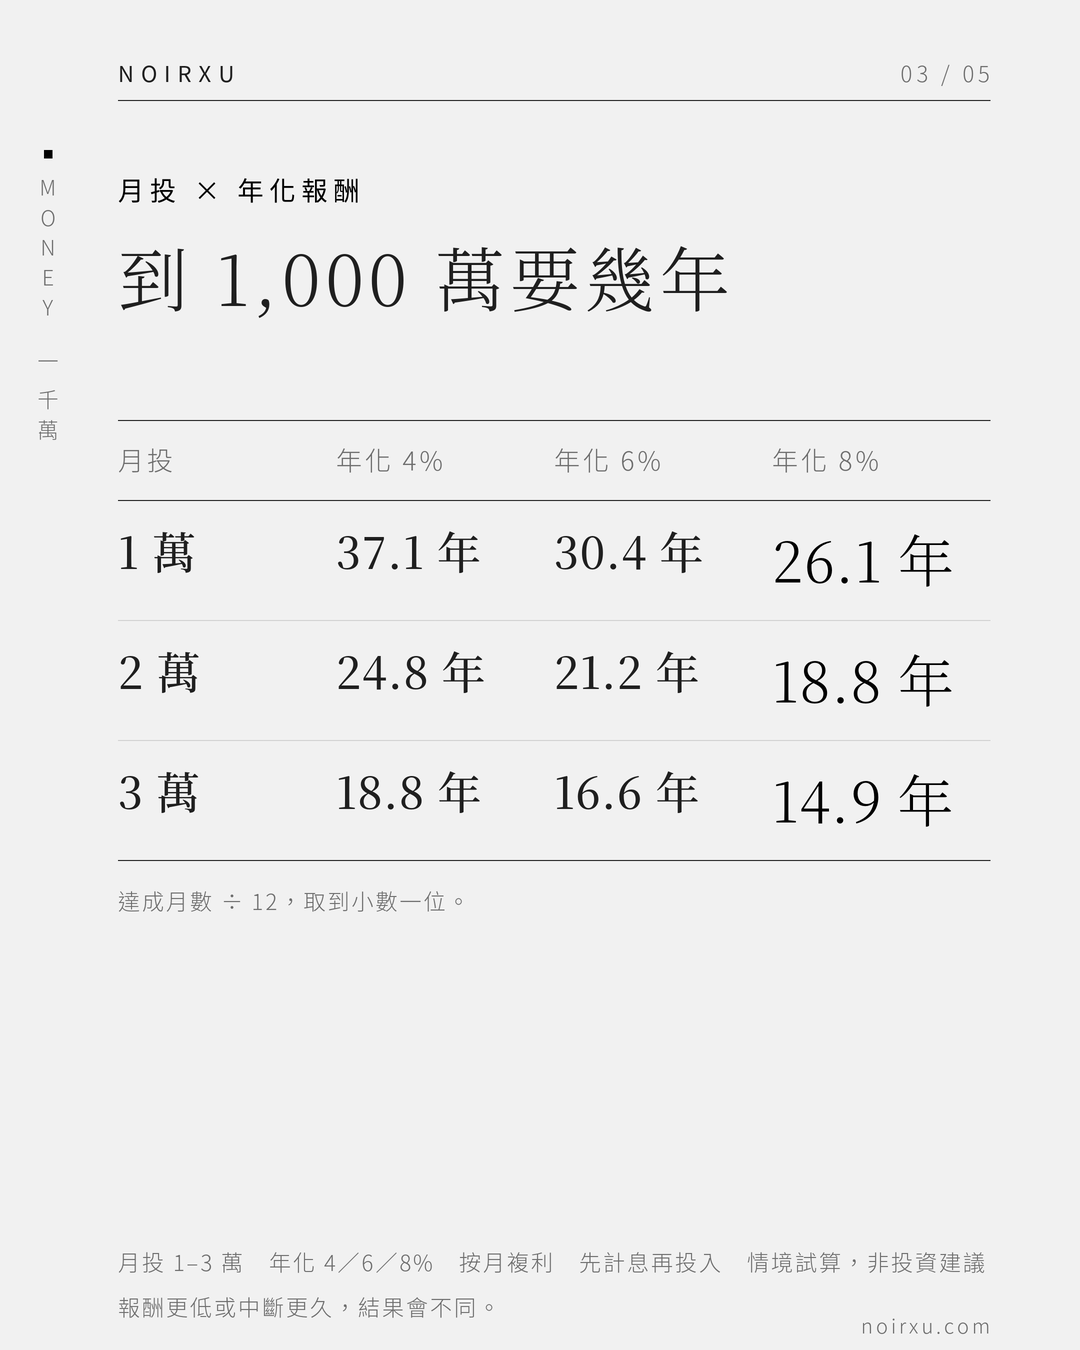 NOIRXU
03 / 05
MONEY — 千萬
月投 × 年化報酬
到 1,000 萬要幾年
月投 年化 4% 年化 6% 年化 8%
1 萬 37.1 年 30.4 年 26.1 年
2 萬 24.8 年 21.2 年 18.8 年
3 萬 18.8 年 16.6 年 14.9 年
達成月數 ÷ 12，取到小數一位。
月投 1–3 萬　年化 4／6／8%　按月複利　先計息再投入　情境試算，非投資建議
報酬更低或中斷更久，結果會不同。
noirxu.com